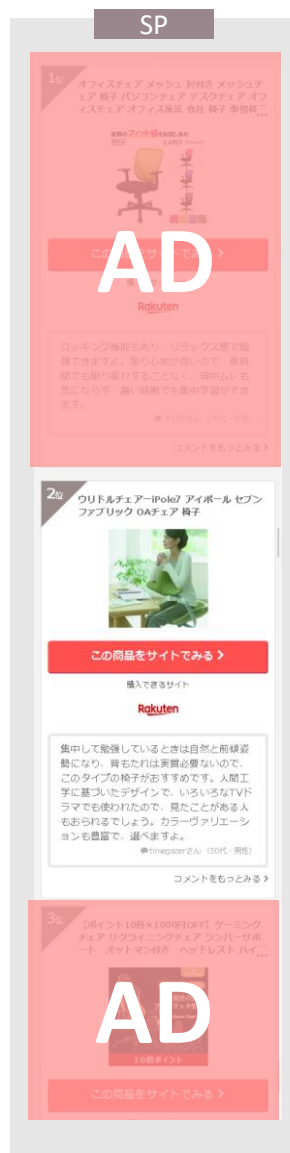 SP
1位
オフィスチェア メッシュ 肘付き メッシュチ
ェア 椅子 パソコンチェア デスクチェア オフ
ィスチェア オフィス家具 会社 椅子 事務椅子
この商品をサイトでみる >
AD
Rakuten
ロッキング機能もあり、リラックス感で勉
強できますよ。座り心地が良いので、長時
間でも座り疲れすることなく、背中ムレも
気にならず、暑い時期でも集中学習ができ
ます。
コメントをもっとみる >
2位
ウリドルチェアーiPole7 アイポール セブン
ファブリック OAチェア 椅子
この商品をサイトでみる >
購入できるサイト
Rakuten
集中して勉強しているときは自然と前傾姿
勢になり、背もたれは実質必要ないので、
このタイプの椅子がおすすめです。人間工
学に基づいたデザインで、いろいろなTVド
ラマでも使われたので、見たことがある人
もおられるでしょう。カラーヴァリエーシ
ョンも豊富で、選べますよ。
timegazerさん（50代・男性）
コメントをもっとみる >
3位
【ポイント10倍×1000円OFF】ゲーミング
チェア リクライニングチェア ランバーサポ
ート オットマン付き ヘッドレスト ハイ...
AD
10倍ポイント
この商品をサイトでみる >